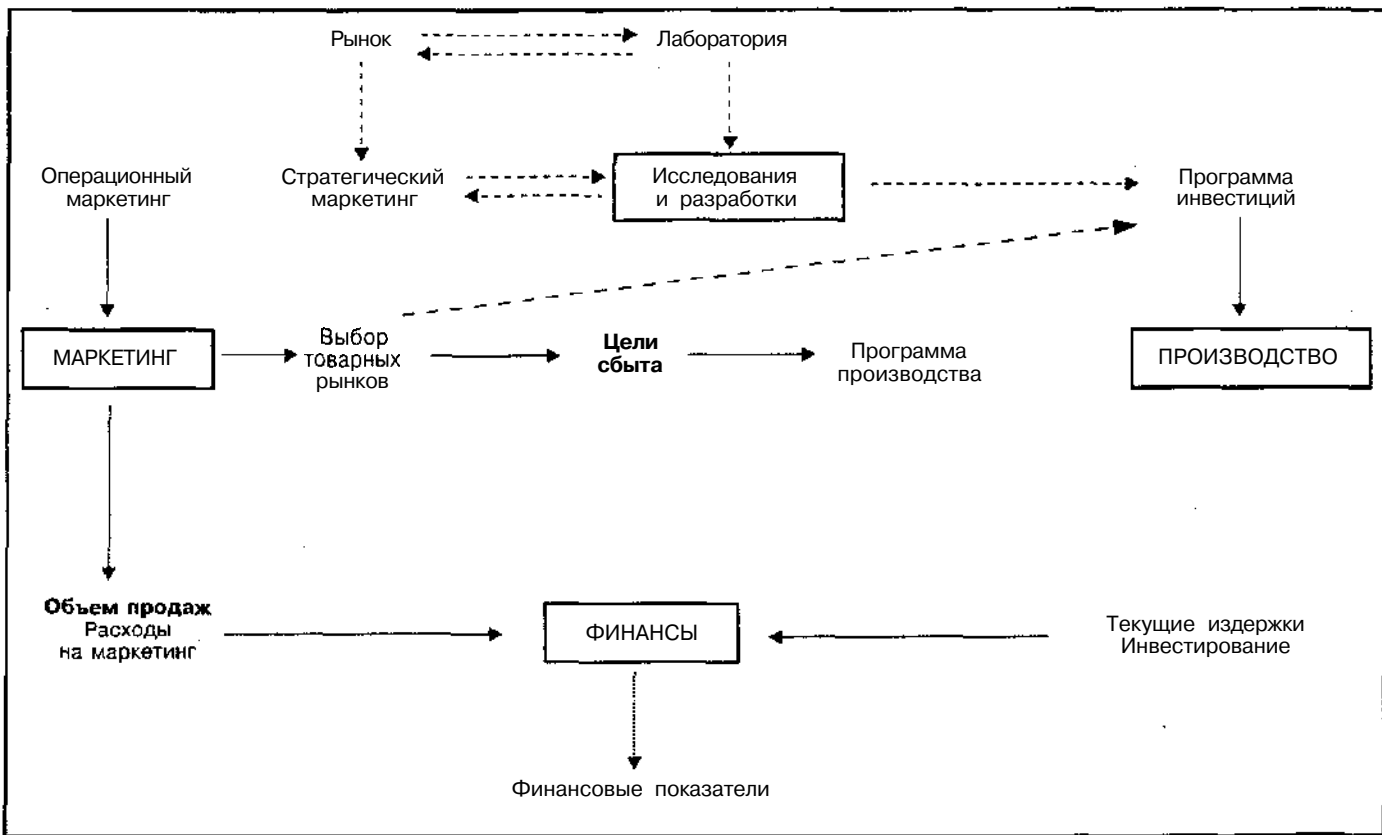 Рынок
Лаборатория
Операционный
маркетинг
Стратегический
маркетинг
Исследования
и разработки
Программа
инвестиций
МАРКЕТИНГ
Выбор
товарных
рынков
Цели
сбыта
Программа
производства
ПРОИЗВОДСТВО
Объем продаж
Расходы
на маркетинг
ФИНАНСЫ
Текущие издержки
Инвестирование
Финансовые показатели